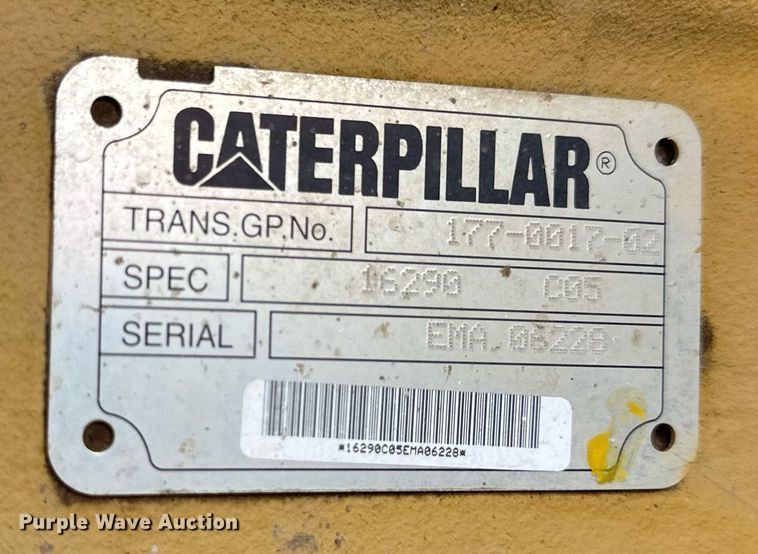 CATERPILLAR®
TRANS.GP.No. 177-0017-02
SPEC 16290 C05
SERIAL EMA 06228
*16290C05EMA06228*
Purple Wave Auction